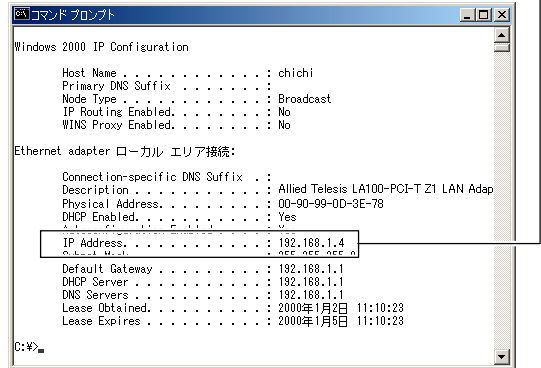 コマンド プロンプト
Windows 2000 IP Configuration
Host Name . . . . . . . . . . . . : chichi
Primary DNS Suffix  . . . . . . . :
Node Type . . . . . . . . . . . . : Broadcast
IP Routing Enabled. . . . . . . . : No
WINS Proxy Enabled. . . . . . . . : No
Ethernet adapter ローカル エリア接続:
Connection-specific DNS Suffix  . :
Description . . . . . . . . . . . : Allied Telesis LA100-PCI-T Z1 LAN Adap
Physical Address. . . . . . . . . : 00-90-99-0D-3E-78
DHCP Enabled. . . . . . . . . . . : Yes
IP Address. . . . . . . . . . . . : 192.168.1.4
Default Gateway . . . . . . . . . : 192.168.1.1
DHCP Server . . . . . . . . . . . : 192.168.1.1
DNS Servers . . . . . . . . . . . : 192.168.1.1
Lease Obtained. . . . . . . . . . : 2000年1月2日 11:10:23
Lease Expires . . . . . . . . . . : 2000年1月5日 11:10:23
C:¥>_